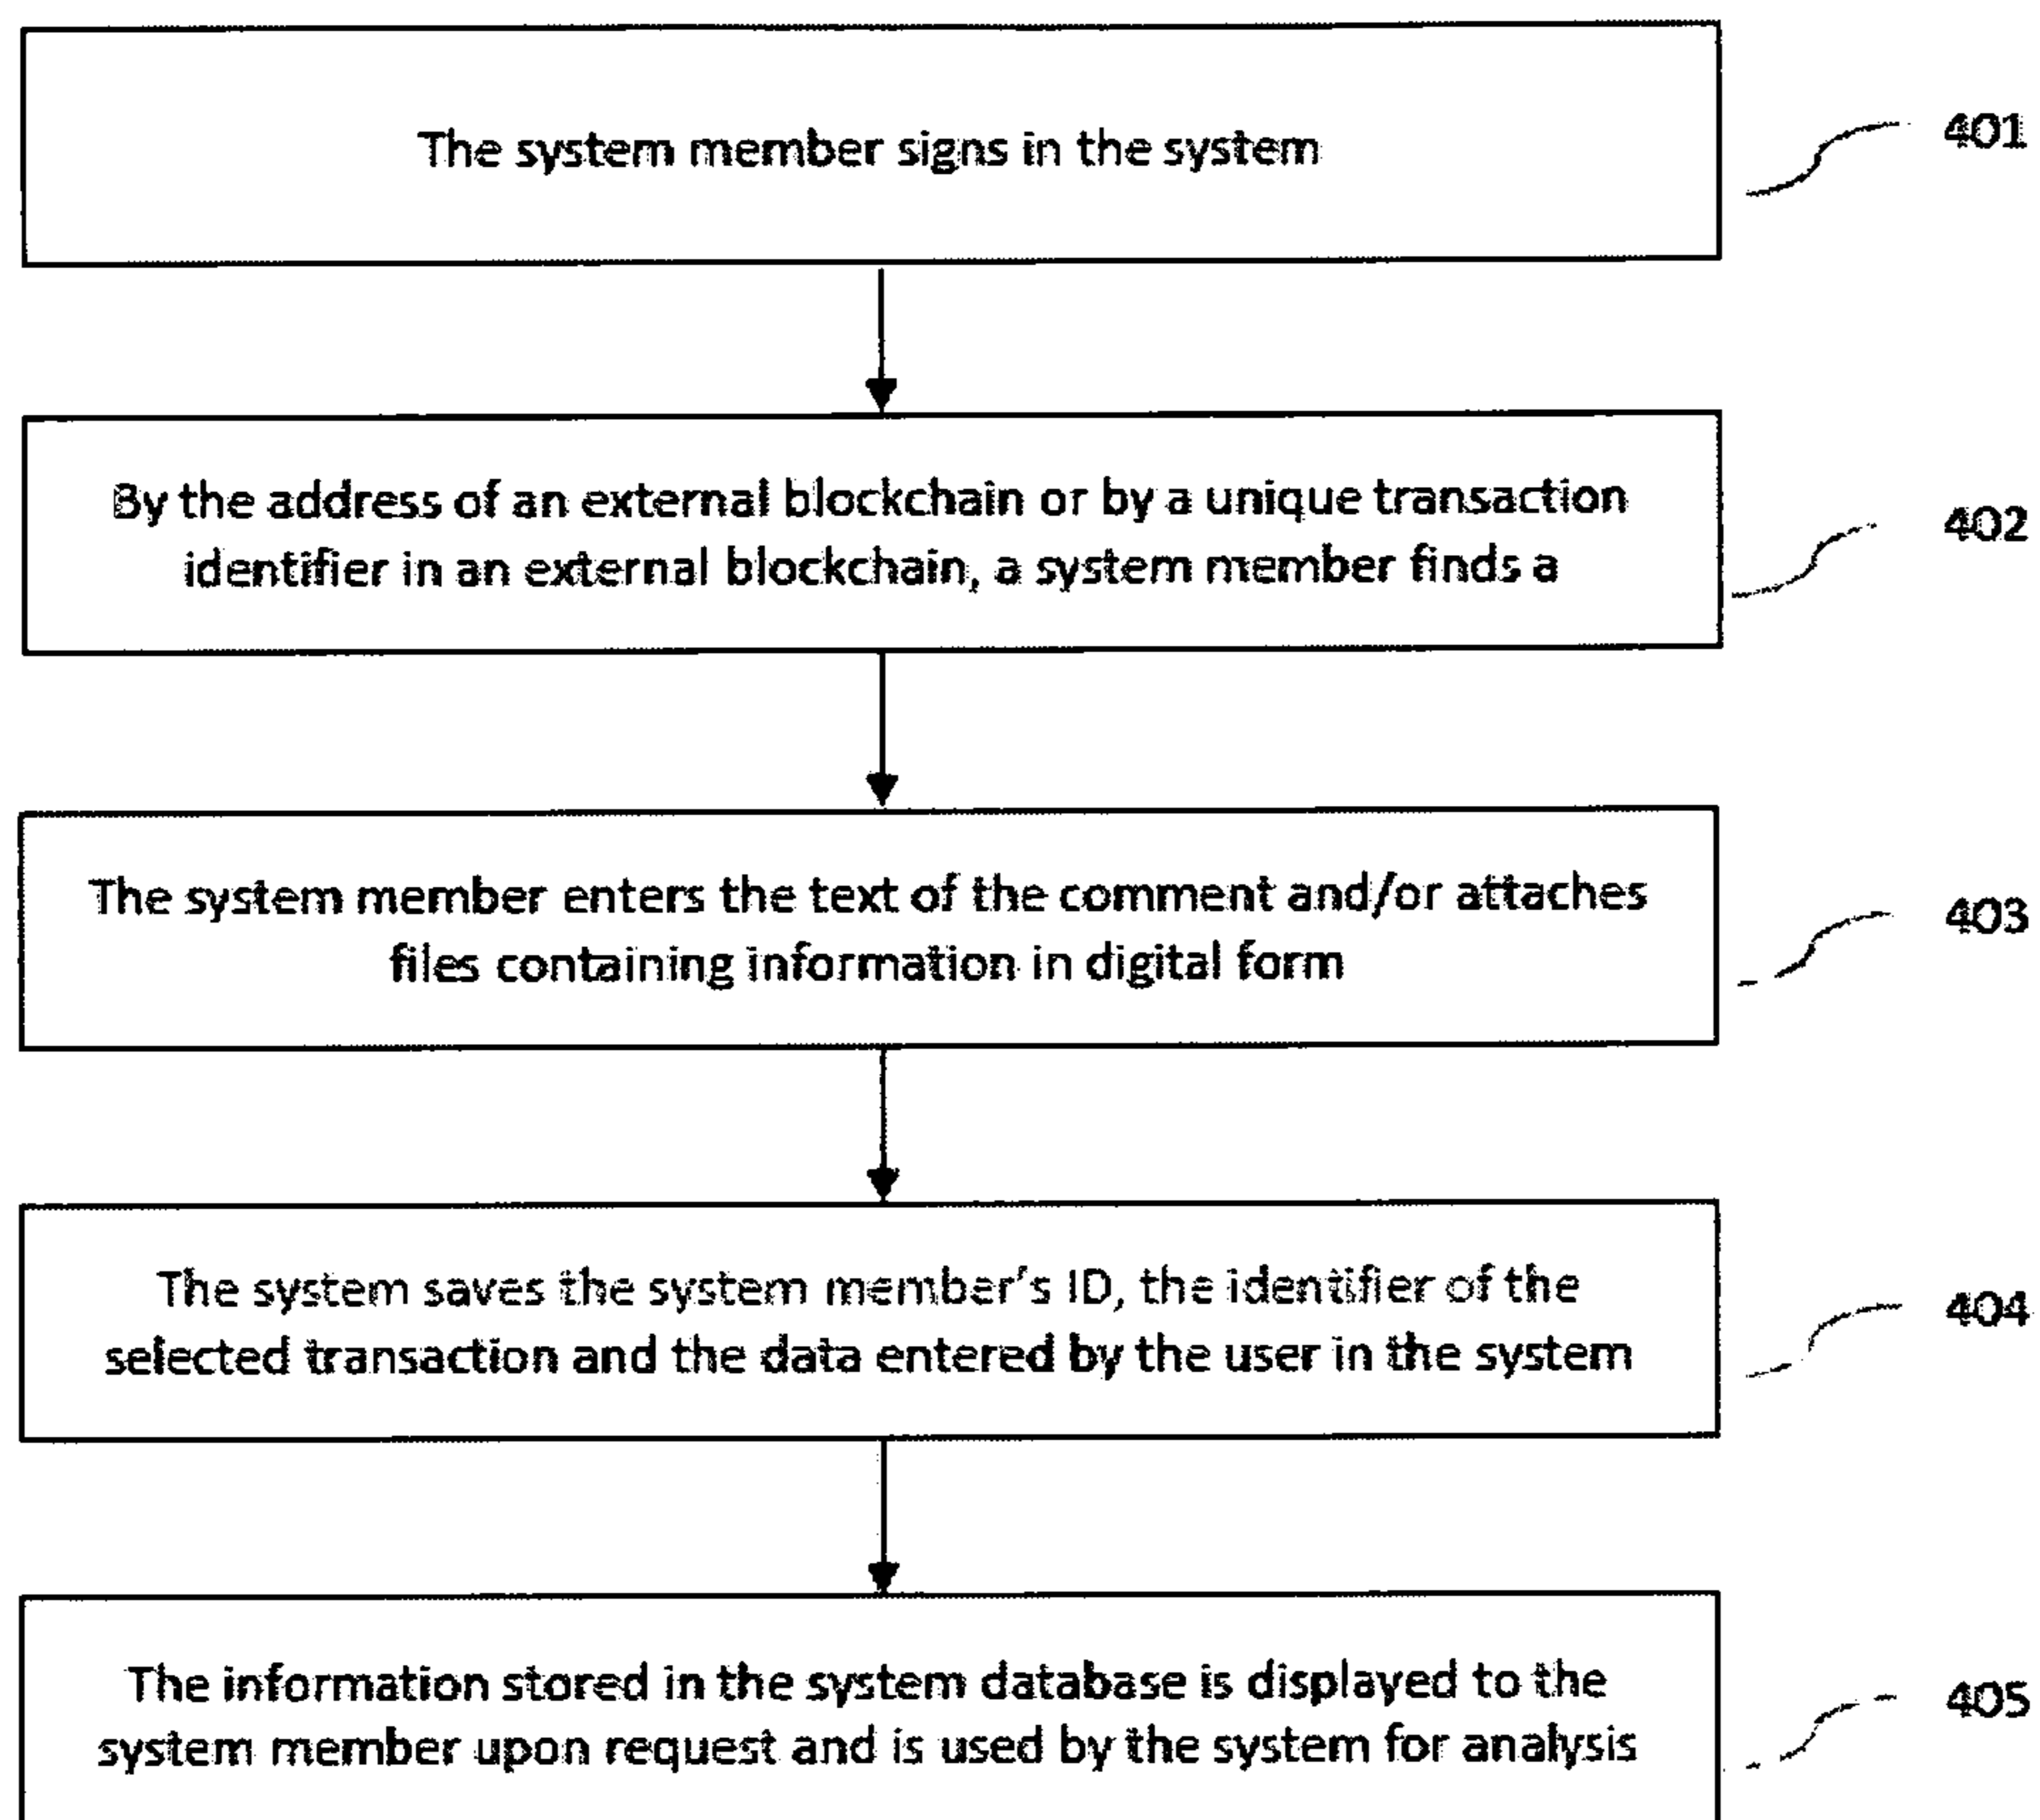 The system member signs in the system
401
By the address of an external blockchain or by a unique transaction
identifier in an external blockchain, a system member finds a
402
The system member enters the text of the comment and/or attaches
files containing information in digital form
403
The system saves the system member's ID, the identifier of the
selected transaction and the data entered by the user in the system
404
The information stored in the system database is displayed to the
system member upon request and is used by the system for analysis
405